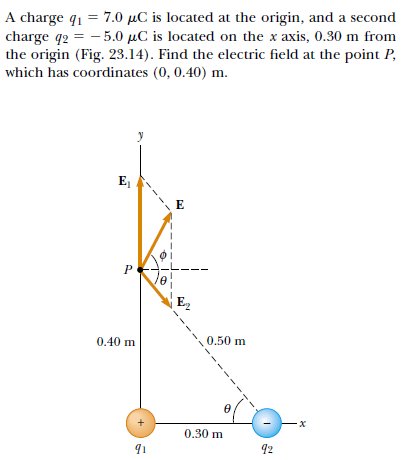 A charge q₁ = 7.0 μC is located at the origin, and a second
charge q₂ = − 5.0 μC is located on the x axis, 0.30 m from
the origin (Fig. 23.14). Find the electric field at the point P,
which has coordinates (0, 0.40) m.
y
E₁
E
ϕ
P
θ
E₂
0.40 m
0.50 m
θ
+
–
x
0.30 m
q₁
q₂